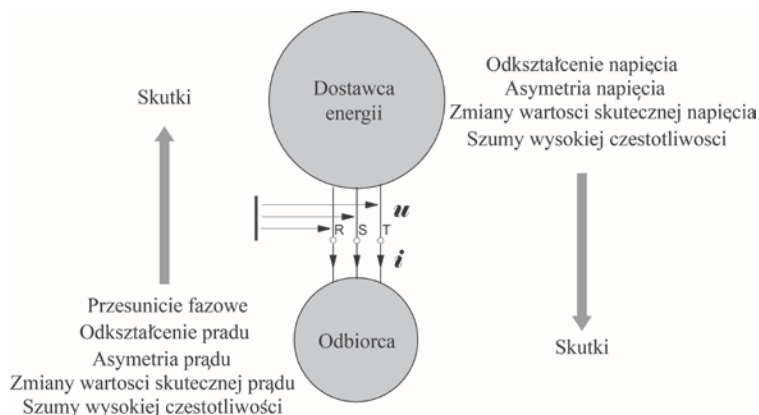 Skutki
Dostawca
energii
Odkształcenie napięcia
Asymetria napięcia
Zmiany wartosci skutecznej napięcia
Szumy wysokiej czestotliwosci
u
R S T
i
Przesunicie fazowe
Odkształcenie pradu
Asymetria prądu
Zmiany wartosci skutecznej prądu
Szumy wysokiej czestotliwości
Odbiorca
Skutki